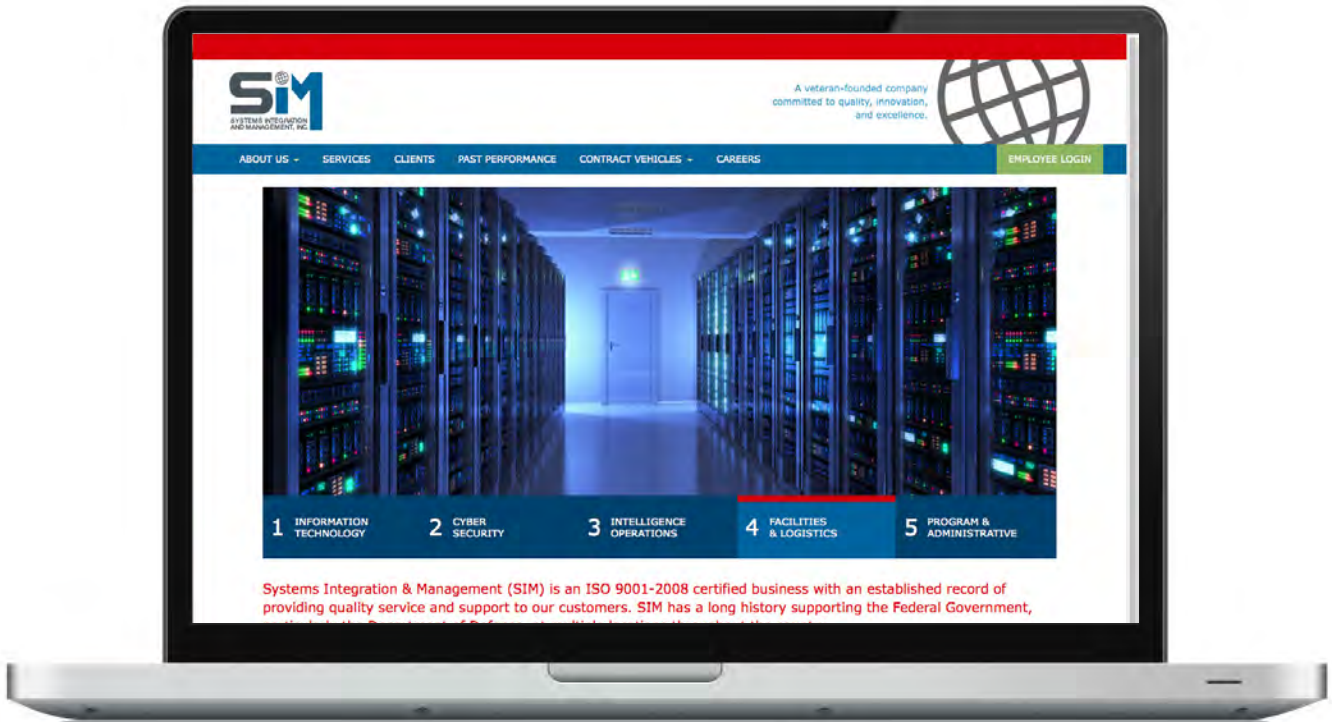 SiM
SYSTEMS INTEGRATION
AND MANAGEMENT, INC.
A veteran-founded company
committed to quality, innovation,
and excellence.
ABOUT US SERVICES CLIENTS PAST PERFORMANCE CONTRACT VEHICLES CAREERS EMPLOYEE LOGIN
1 INFORMATION
TECHNOLOGY
2 CYBER
SECURITY
3 INTELLIGENCE
OPERATIONS
4 FACILITIES
& LOGISTICS
5 PROGRAM &
ADMINISTRATIVE
Systems Integration & Management (SIM) is an ISO 9001-2008 certified business with an established record of
providing quality service and support to our customers. SIM has a long history supporting the Federal Government,